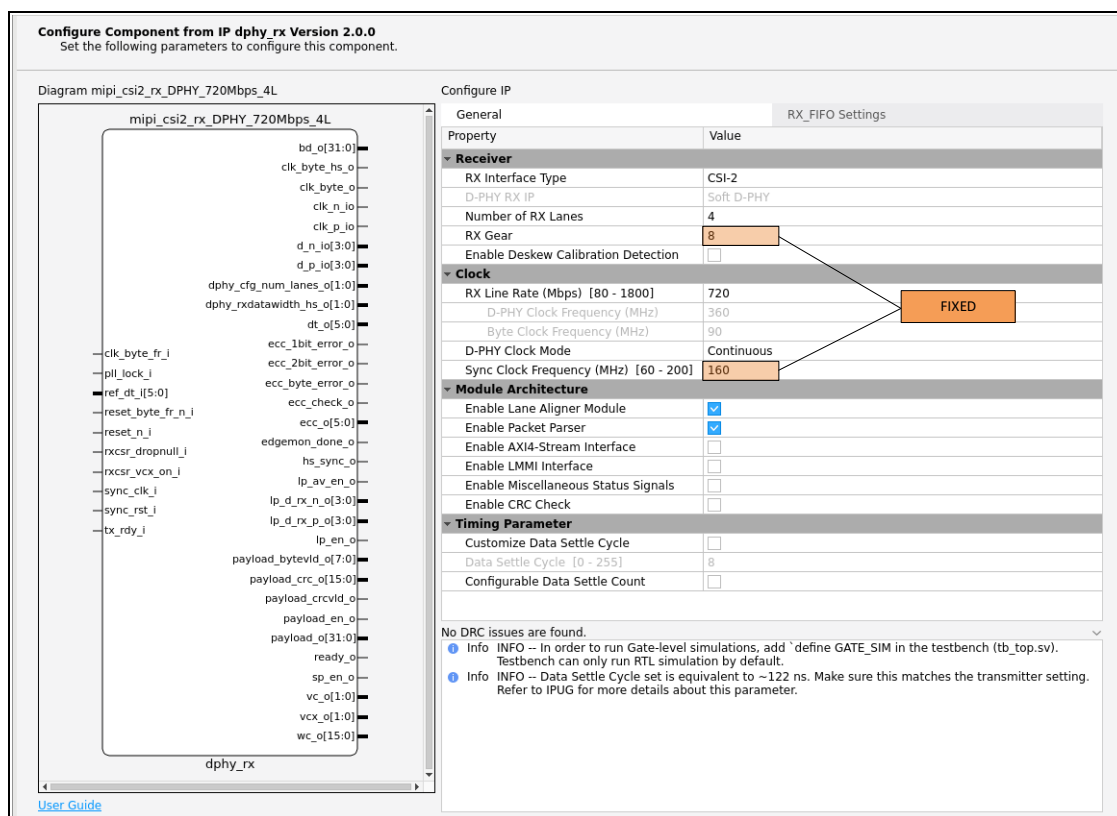 Configure Component from IP dphy_rx Version 2.0.0
Set the following parameters to configure this component.
Diagram mipi_csi2_rx_DPHY_720Mbps_4L
mipi_csi2_rx_DPHY_720Mbps_4L
clk_byte_fr_i
pll_lock_i
ref_dt_i[5:0]
reset_byte_fr_n_i
reset_n_i
rxcsr_dropnull_i
rxcsr_vcx_on_i
sync_clk_i
sync_rst_i
tx_rdy_i
bd_o[31:0]
clk_byte_hs_o
clk_byte_o
clk_n_io
clk_p_io
d_n_io[3:0]
d_p_io[3:0]
dphy_cfg_num_lanes_o[1:0]
dphy_rxdatawidth_hs_o[1:0]
dt_o[5:0]
ecc_1bit_error_o
ecc_2bit_error_o
ecc_byte_error_o
ecc_check_o
ecc_o[5:0]
edgemon_done_o
hs_sync_o
lp_av_en_o
lp_d_rx_n_o[3:0]
lp_d_rx_p_o[3:0]
lp_en_o
payload_bytevld_o[7:0]
payload_crc_o[15:0]
payload_crcvld_o
payload_en_o
payload_o[31:0]
ready_o
sp_en_o
vc_o[1:0]
vcx_o[1:0]
wc_o[15:0]
dphy_rx
User Guide
Configure IP
General RX_FIFO Settings
Property Value
Receiver
RX Interface Type CSI-2
D-PHY RX IP Soft D-PHY
Number of RX Lanes 4
RX Gear 8
Enable Deskew Calibration Detection
Clock
RX Line Rate (Mbps) [80 - 1800] 720
D-PHY Clock Frequency (MHz) 360
Byte Clock Frequency (MHz) 90
D-PHY Clock Mode Continuous
Sync Clock Frequency (MHz) [60 - 200] 160
FIXED
Module Architecture
Enable Lane Aligner Module
Enable Packet Parser
Enable AXI4-Stream Interface
Enable LMMI Interface
Enable Miscellaneous Status Signals
Enable CRC Check
Timing Parameter
Customize Data Settle Cycle
Data Settle Cycle [0 - 255] 8
Configurable Data Settle Count
No DRC issues are found.
Info INFO -- In order to run Gate-level simulations, add `define GATE_SIM in the testbench (tb_top.sv).
Testbench can only run RTL simulation by default.
Info INFO -- Data Settle Cycle set is equivalent to ~122 ns. Make sure this matches the transmitter setting.
Refer to IPUG for more details about this parameter.